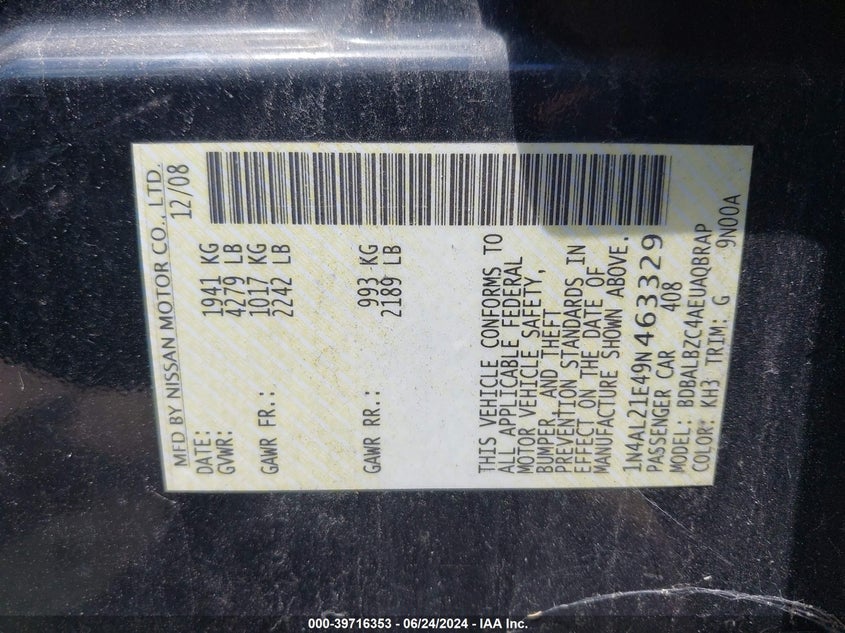 MFD BY NISSAN MOTOR CO., LTD.
DATE: 12/08
GVWR: 1941 KG
4279 LB
GAWR FR.: 1017 KG
2242 LB
GAWR RR.: 993 KG
2189 LB
THIS VEHICLE CONFORMS TO
ALL APPLICABLE FEDERAL
MOTOR VEHICLE SAFETY,
BUMPER, AND THEFT
PREVENTION STANDARDS IN
EFFECT ON THE DATE OF
MANUFACTURE SHOWN ABOVE.
1N4AL21E49N463329
PASSENGER CAR 408
MODEL: BDBALBZC4AEUAQBRAP
COLOR: KH3 TRIM: G 9N00A
000-39716353 / 06/24/2024 - IAA Inc.